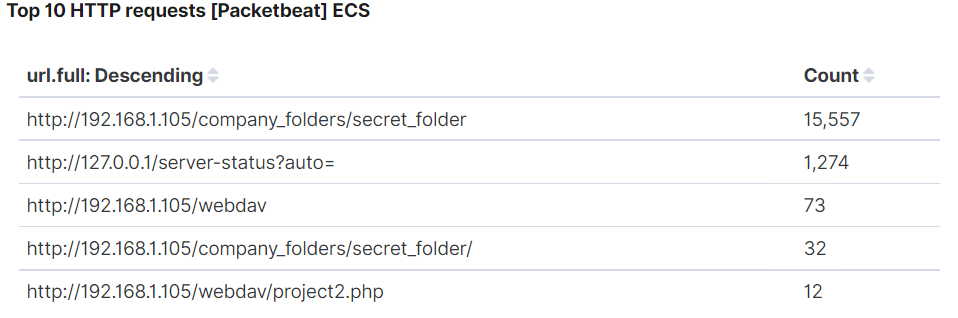 Top 10 HTTP requests [Packetbeat] ECS
url.full: Descending Count
http://192.168.1.105/company_folders/secret_folder 15,557
http://127.0.0.1/server-status?auto= 1,274
http://192.168.1.105/webdav 73
http://192.168.1.105/company_folders/secret_folder/ 32
http://192.168.1.105/webdav/project2.php 12